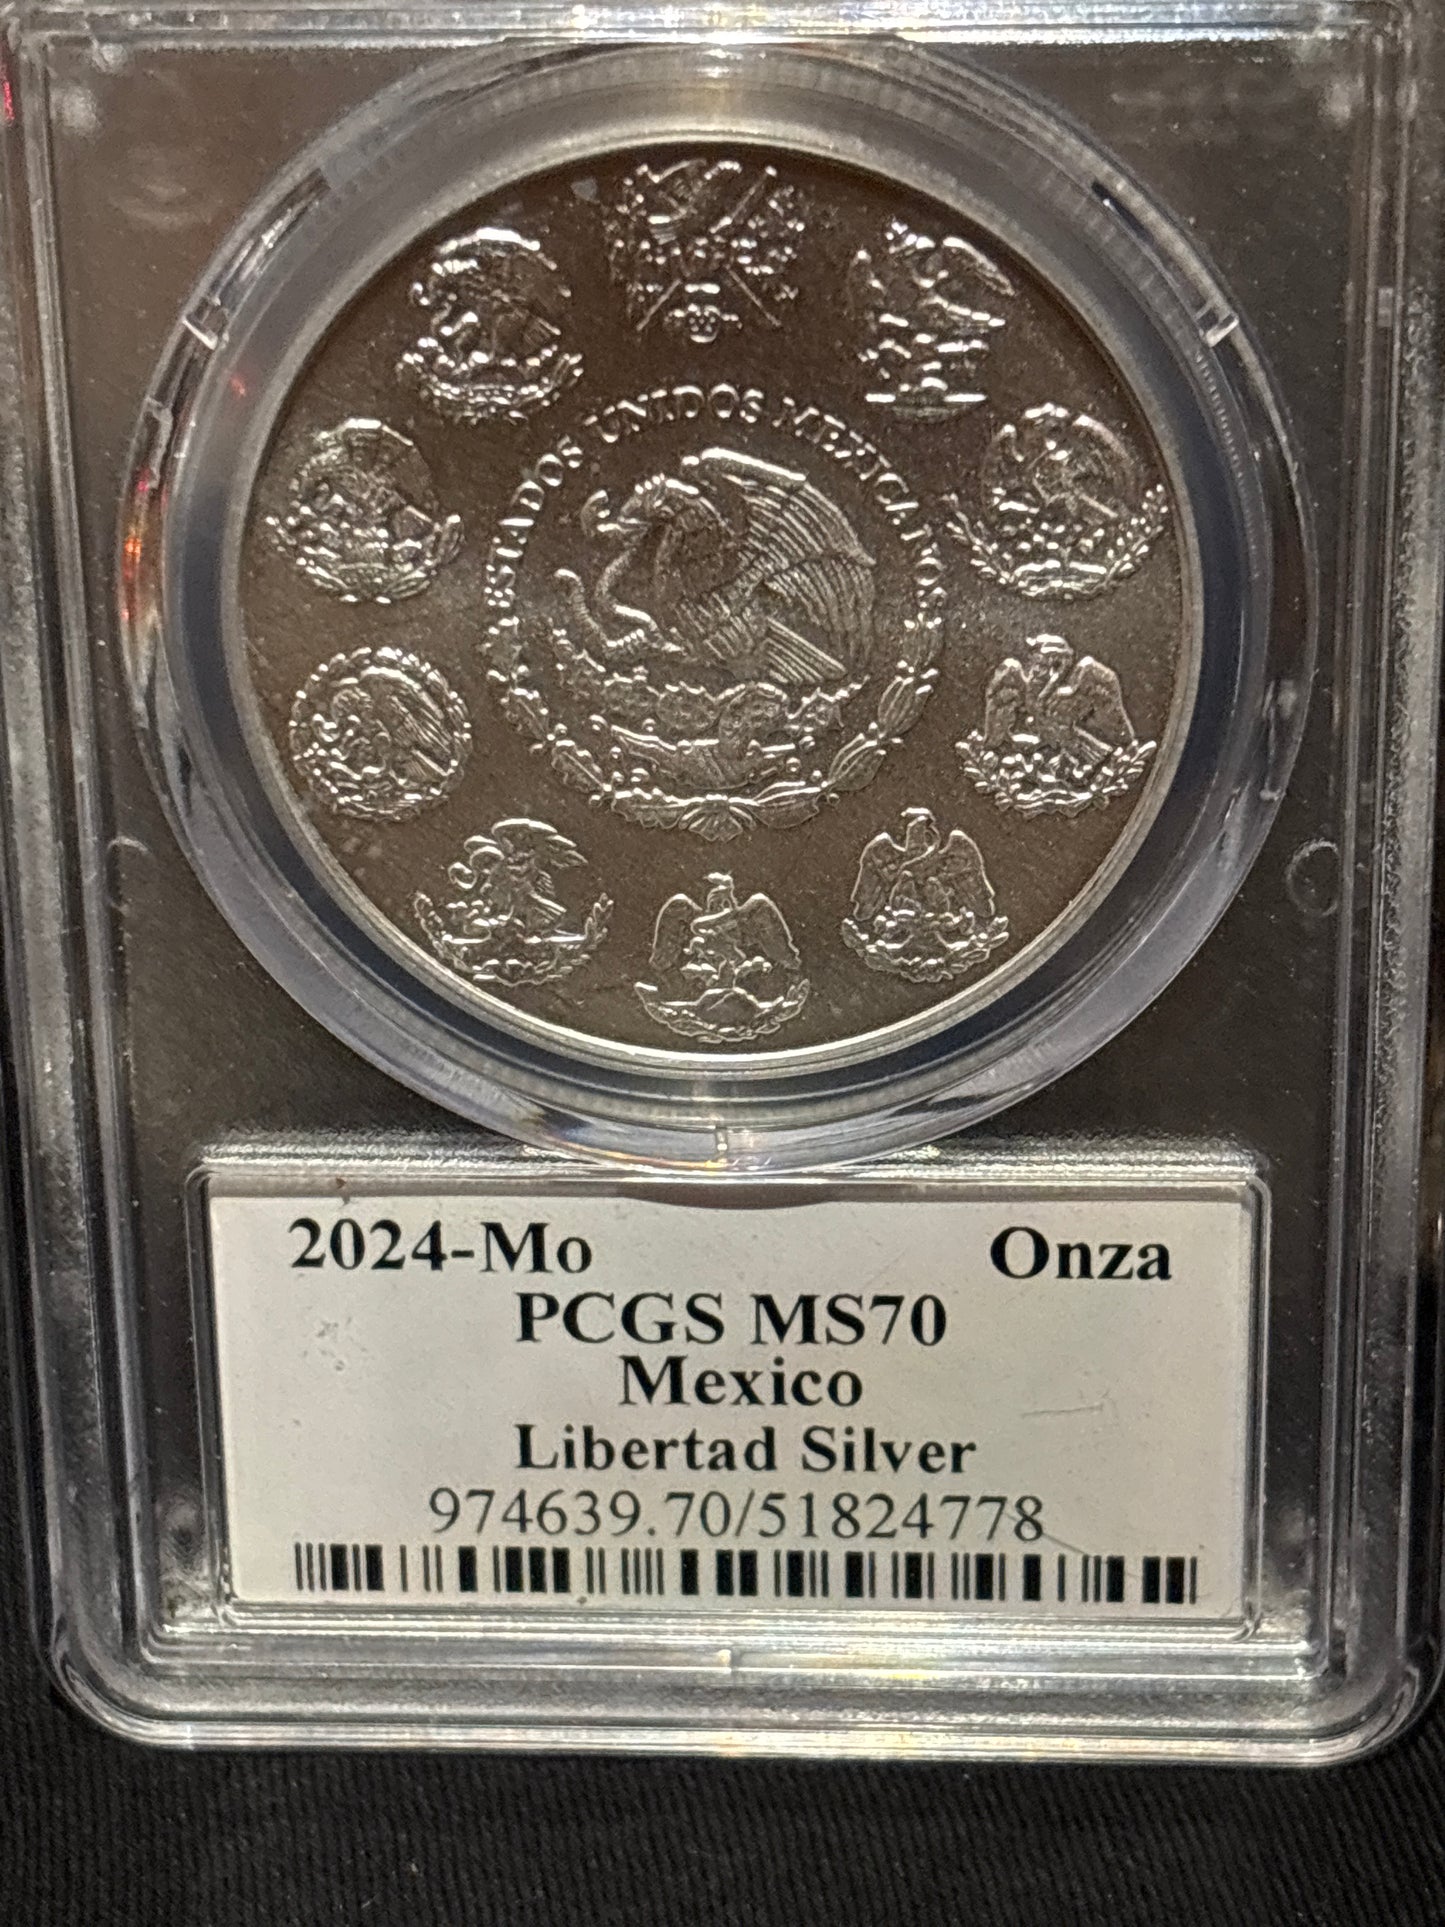 ESTADOS UNIDOS MEXICANOS
2024-Mo Onza
PCGS MS70
Mexico
Libertad Silver
974639.70/51824778